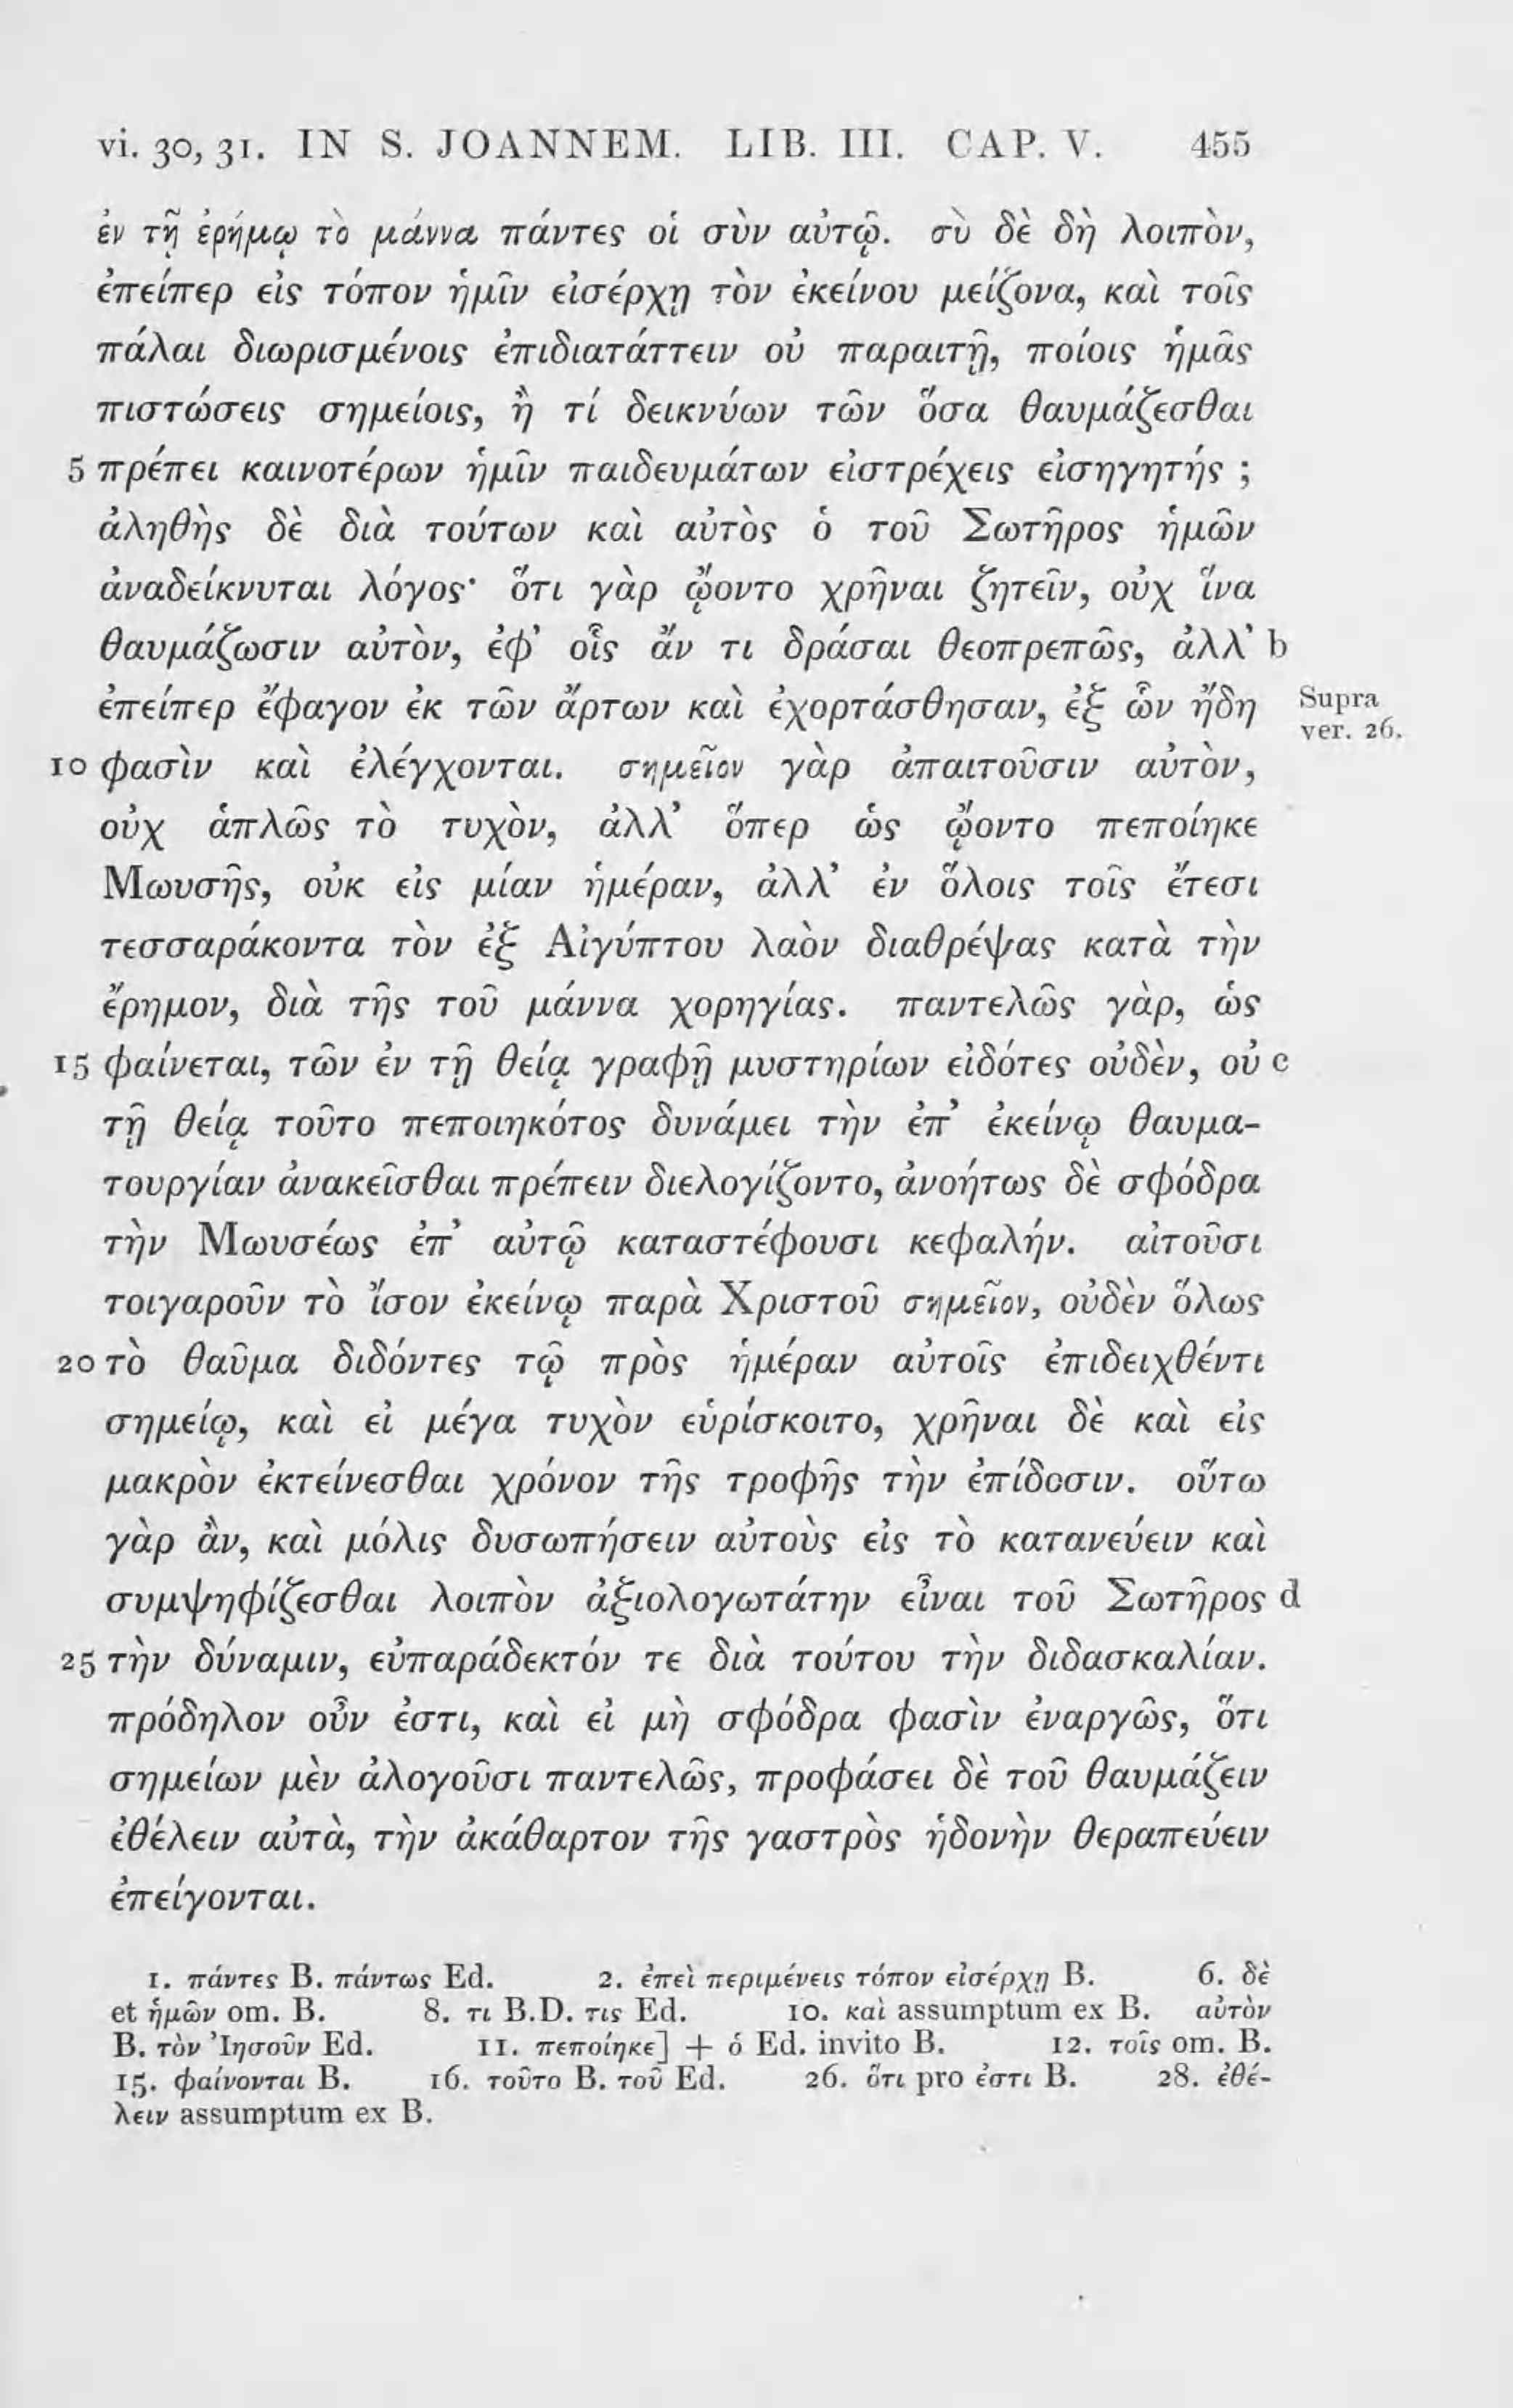 vi. 30, 31. IN S. JOANNEM. LIB. III. CAP. V. 455
ἐν τῇ ἐρήμῳ τὸ μάννα πάντες οἱ σὺν αὐτῷ. σὺ δὲ δὴ λοιπὸν,
ἐπείπερ εἰς τόπον ἡμῖν εἰσέρχῃ τὸν ἐκείνου μείζονα, καὶ τοῖς
πάλαι διωρισμένοις ἐπιδιατάττειν οὐ παραιτῇ, ποίοις ἡμᾶς
πιστώσεις σημείοις, ἢ τί δεικνύων τῶν ὅσα θαυμάζεσθαι
5 πρέπει καινοτέρων ἡμῖν παιδευμάτων εἰστρέχεις εἰσηγητής ;
ἀληθὴς δὲ διὰ τούτων καὶ αὐτὸς ὁ τοῦ Σωτῆρος ἡμῶν
ἀναδείκνυται λόγος· ὅτι γὰρ ᾤοντο χρῆναι ζητεῖν, οὐχ ἵνα
θαυμάζωσιν αὐτὸν, ἐφ' οἷς ἄν τι δράσαι θεοπρεπῶς, ἀλλ' b
ἐπείπερ ἔφαγον ἐκ τῶν ἄρτων καὶ ἐχορτάσθησαν, ἐξ ὧν ἤδη Supra
ver. 26.
10 φασὶν καὶ ἐλέγχονται. σημεῖον γὰρ ἀπαιτοῦσιν αὐτὸν,
οὐχ ἁπλῶς τὸ τυχὸν, ἀλλ' ὅπερ ὡς ᾤοντο πεποίηκε
Μωυσῆς, οὐκ εἰς μίαν ἡμέραν, ἀλλ' ἐν ὅλοις τοῖς ἔτεσι
τεσσαράκοντα τὸν ἐξ Αἰγύπτου λαὸν διαθρέψας κατὰ τὴν
ἔρημον, διὰ τῆς τοῦ μάννα χορηγίας. παντελῶς γὰρ, ὡς
15 φαίνεται, τῶν ἐν τῇ θείᾳ γραφῇ μυστηρίων εἰδότες οὐδὲν, οὐ c
τῇ θείᾳ τοῦτο πεποιηκότος δυνάμει τὴν ἐπ' ἐκείνῳ θαυμα-
τουργίαν ἀνακεῖσθαι πρέπειν διελογίζοντο, ἀνοήτως δὲ σφόδρα
τὴν Μωυσέως ἐπ' αὐτῷ καταστέφουσι κεφαλήν. αἰτοῦσι
τοιγαροῦν τὸ ἴσον ἐκείνῳ παρὰ Χριστοῦ σημεῖον, οὐδὲν ὅλως
20 τὸ θαῦμα διδόντες τῷ πρὸς ἡμέραν αὐτοῖς ἐπιδειχθέντι
σημείῳ, καὶ εἰ μέγα τυχὸν εὑρίσκοιτο, χρῆναι δὲ καὶ εἰς
μακρὸν ἐκτείνεσθαι χρόνον τῆς τροφῆς τὴν ἐπίδοσιν. οὕτω
γὰρ ἂν, καὶ μόλις δυσωπήσειν αὐτοὺς εἰς τὸ κατανεύειν καὶ
συμψηφίζεσθαι λοιπὸν ἀξιολογωτάτην εἶναι τοῦ Σωτῆρος d
25 τὴν δύναμιν, εὐπαράδεκτόν τε διὰ τούτου τὴν διδασκαλίαν.
πρόδηλον οὖν ἐστι, καὶ εἰ μὴ σφόδρα φασὶν ἐναργῶς, ὅτι
σημείων μὲν ἀλογοῦσι παντελῶς, προφάσει δὲ τοῦ θαυμάζειν
ἐθέλειν αὐτὰ, τὴν ἀκάθαρτον τῆς γαστρὸς ἡδονὴν θεραπεύειν
ἐπείγονται.
1. πάντες B. πάντως Ed. 2. ἐπεὶ περιμένεις τόπον εἰσέρχῃ B. 6. δὲ
et ἡμῶν om. B. 8. τι B.D. τις Ed. 10. καὶ assumptum ex B. αὐτὸν
B. τὸν Ἰησοῦν Ed. 11. πεποίηκε] + ὁ Ed. invito B. 12. τοῖς om. B.
15. φαίνονται B. 16. τοῦτο B. τοῦ Ed. 26. ὅτι pro ἐστι B. 28. ἐθέ-
λειν assumptum ex B.